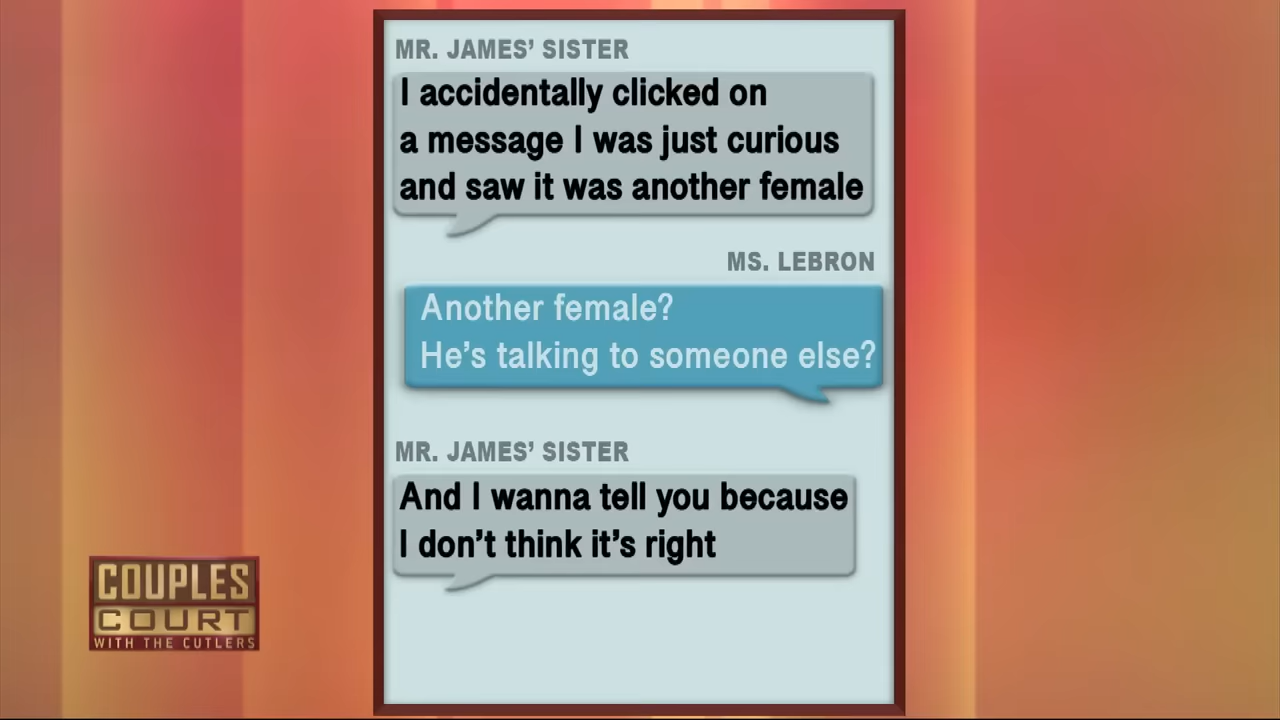 MR. JAMES' SISTER
I accidentally clicked on
a message I was just curious
and saw it was another female
MS. LEBRON
Another female?
He's talking to someone else?
MR. JAMES' SISTER
And I wanna tell you because
I don't think it's right
COUPLES
COURT
WITH THE CUTLERS